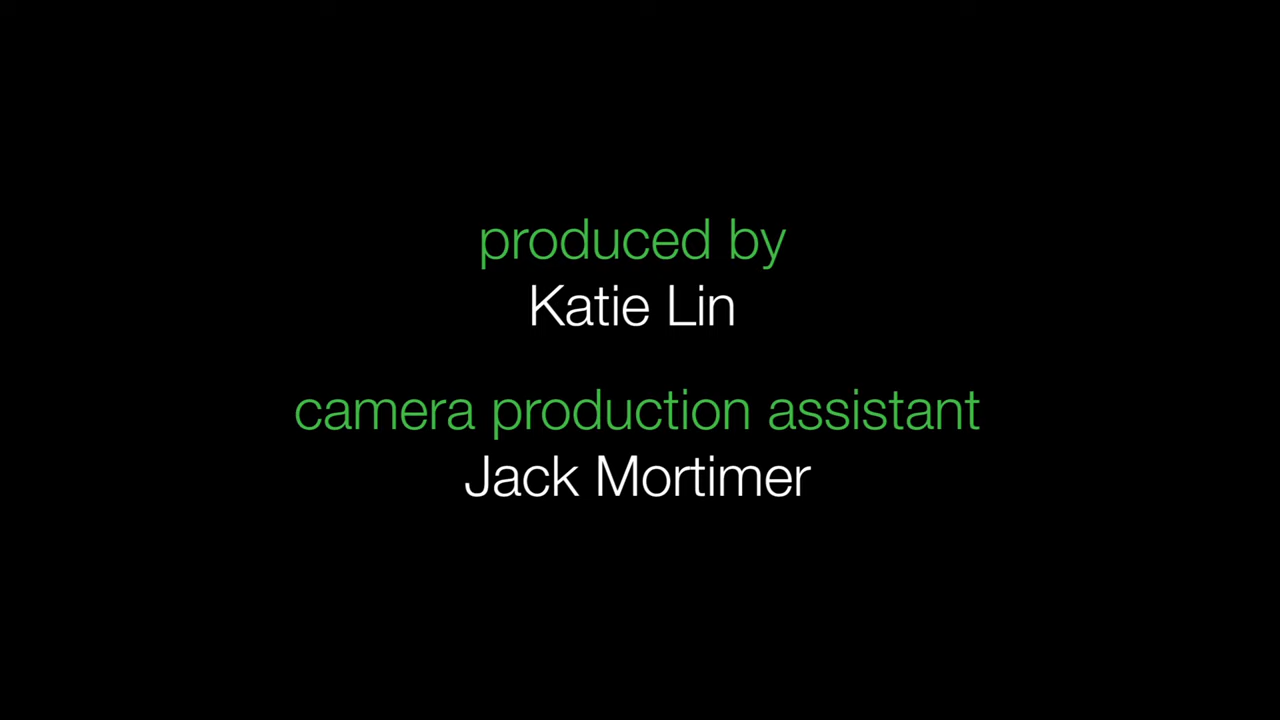 produced by
Katie Lin
camera production assistant
Jack Mortimer